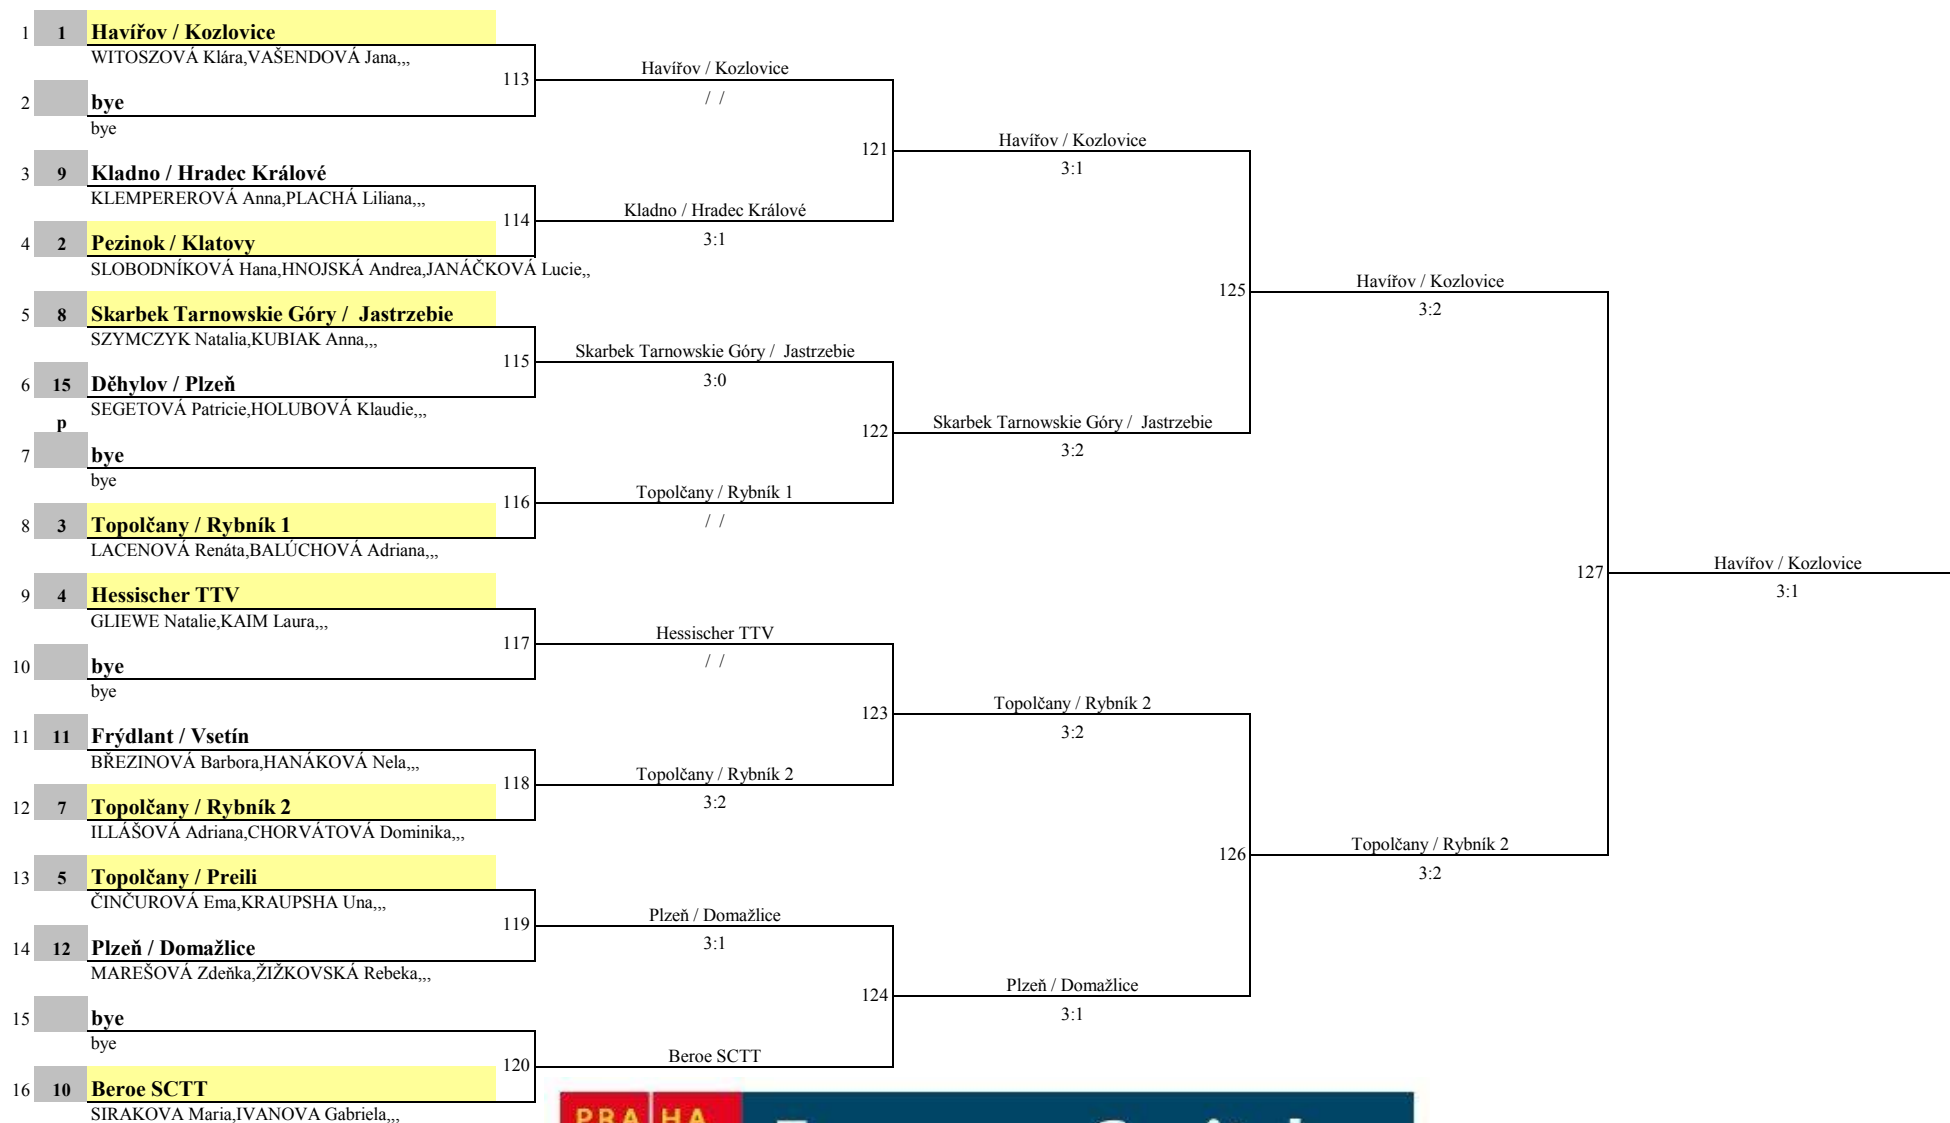 1 1 Havířov / Kozlovice
WITOSZOVÁ Klára,VAŠENDOVÁ Jana,,,
113
Havířov / Kozlovice
/ /
2 bye
bye
121
Havířov / Kozlovice
3:1
3 9 Kladno / Hradec Králové
KLEMPEREROVÁ Anna,PLACHÁ Liliana,,,
114
Kladno / Hradec Králové
3:1
4 2 Pezinok / Klatovy
SLOBODNÍKOVÁ Hana,HNOJSKÁ Andrea,JANÁČKOVÁ Lucie,,
125
Havířov / Kozlovice
3:2
5 8 Skarbek Tarnowskie Góry / Jastrzebie
SZYMCZYK Natalia,KUBIAK Anna,,,
115
Skarbek Tarnowskie Góry / Jastrzebie
3:0
6 15 Děhylov / Plzeň
SEGETOVÁ Patricie,HOLUBOVÁ Klaudie,,,
p
122
Skarbek Tarnowskie Góry / Jastrzebie
3:2
7 bye
bye
116
Topolčany / Rybník 1
/ /
8 3 Topolčany / Rybník 1
LACENOVÁ Renáta,BALÚCHOVÁ Adriana,,,
127
Havířov / Kozlovice
3:1
9 4 Hessischer TTV
GLIEWE Natalie,KAIM Laura,,,
117
Hessischer TTV
/ /
10 bye
bye
123
Topolčany / Rybník 2
3:2
11 11 Frýdlant / Vsetín
BŘEZINOVÁ Barbora,HANÁKOVÁ Nela,,,
118
Topolčany / Rybník 2
3:2
12 7 Topolčany / Rybník 2
ILLÁŠOVÁ Adriana,CHORVÁTOVÁ Dominika,,,
126
Topolčany / Rybník 2
3:2
13 5 Topolčany / Preili
ČINČUROVÁ Ema,KRAUPSHA Una,,,
119
Plzeň / Domažlice
3:1
14 12 Plzeň / Domažlice
MAREŠOVÁ Zdeňka,ŽIŽKOVSKÁ Rebeka,,,
124
Plzeň / Domažlice
3:1
15 bye
bye
120
Beroe SCTT
16 10 Beroe SCTT
SIRAKOVA Maria,IVANOVA Gabriela,,,
PRA HA